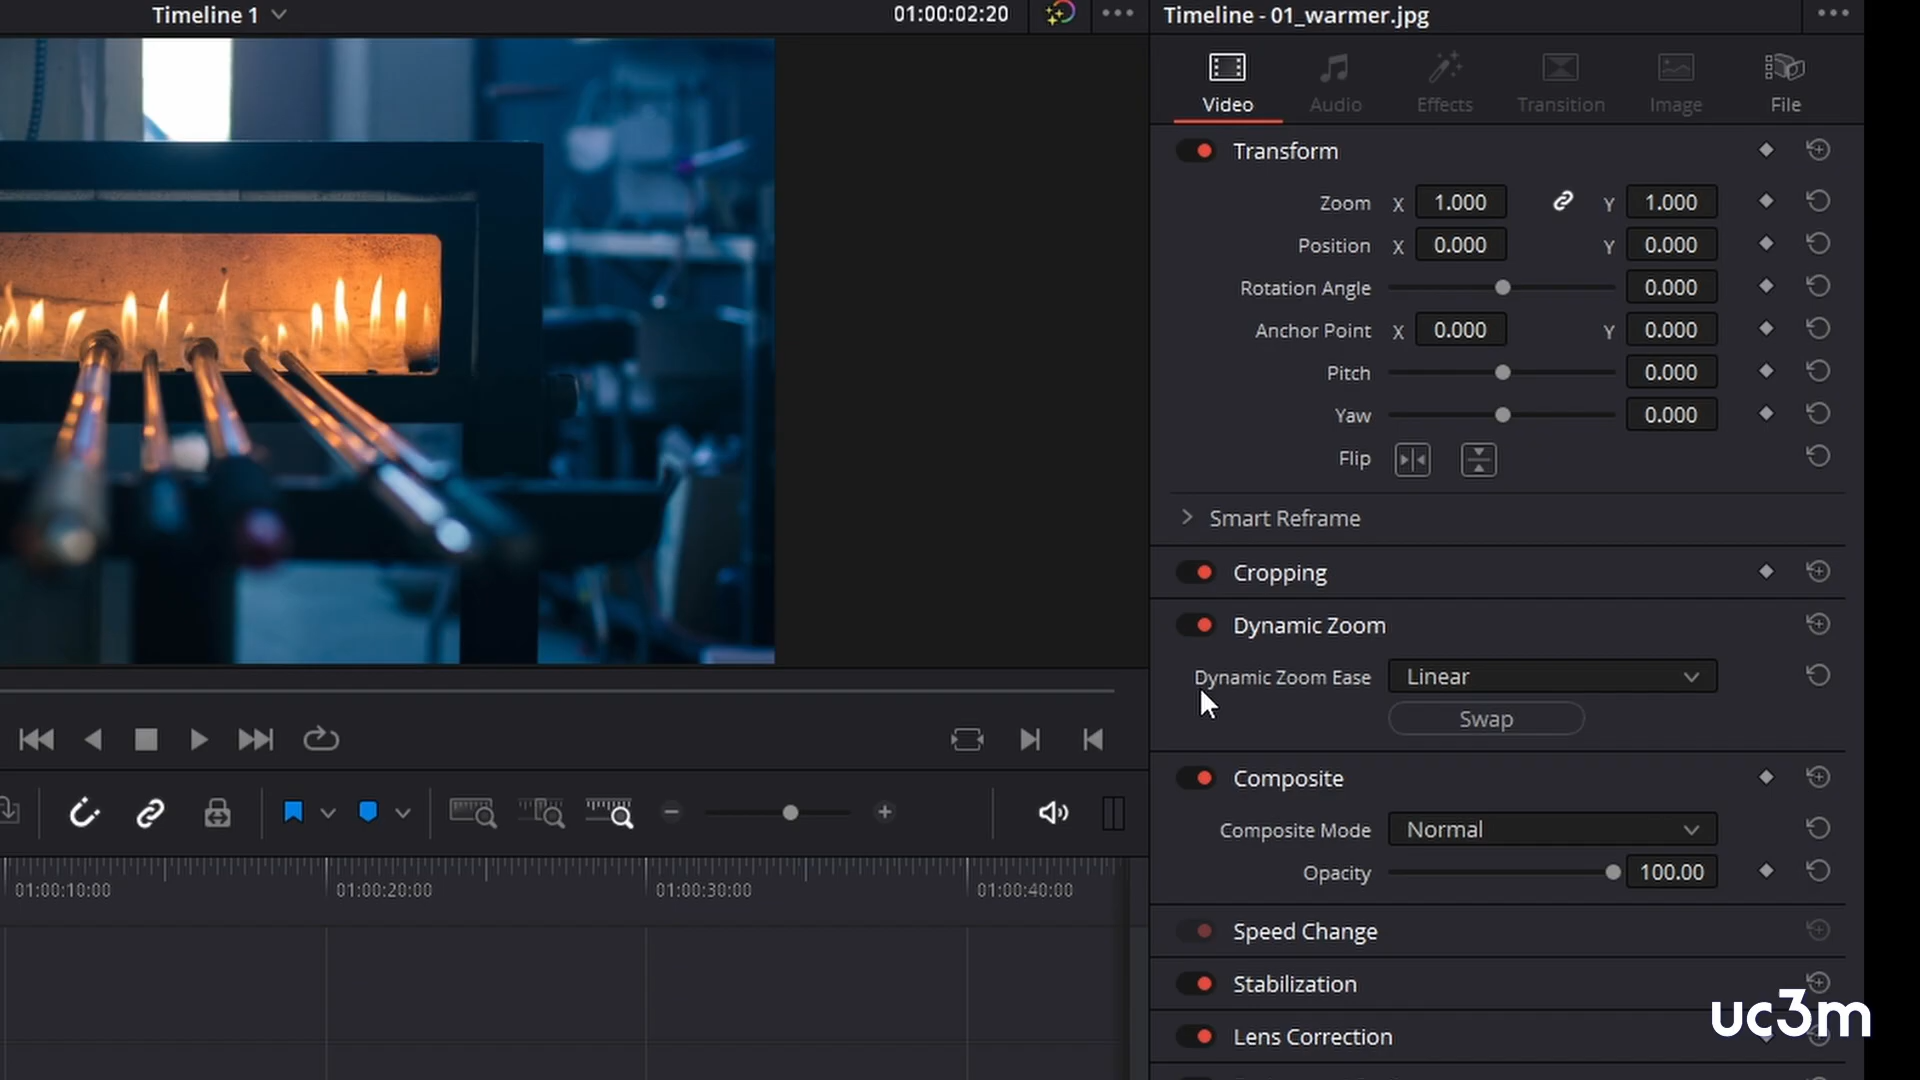 Timeline 1
01:00:02:20
Timeline - 01_warmer.jpg
Video
Audio
Effects
Transition
Image
File
Transform
Zoom X 1.000 Y 1.000
Position X 0.000 Y 0.000
Rotation Angle 0.000
Anchor Point X 0.000 Y 0.000
Pitch 0.000
Yaw 0.000
Flip
Smart Reframe
Cropping
Dynamic Zoom
Dynamic Zoom Ease Linear
Swap
Composite
Composite Mode Normal
Opacity 100.00
Speed Change
Stabilization
Lens Correction
01:00:10:00
01:00:20:00
01:00:30:00
01:00:40:00
uc3m